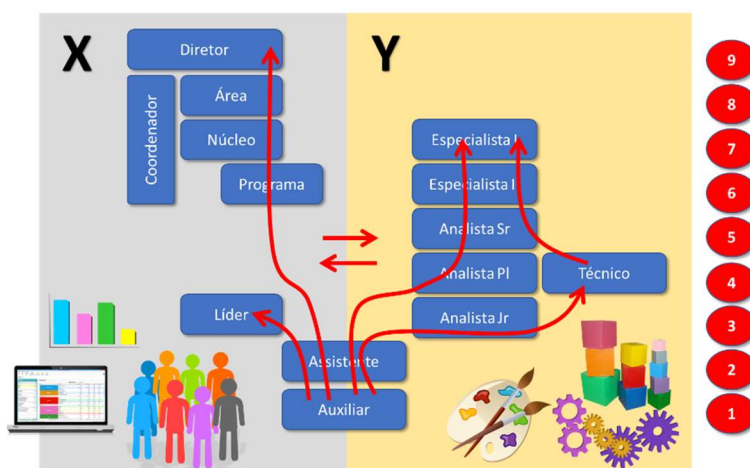 X
Y
Diretor
Coordenador
Área
Núcleo
Programa
Líder
Assistente
Auxiliar
Especialista I
Especialista I
Analista Sr
Analista Pl
Técnico
Analista Jr
9
8
7
6
5
4
3
2
1